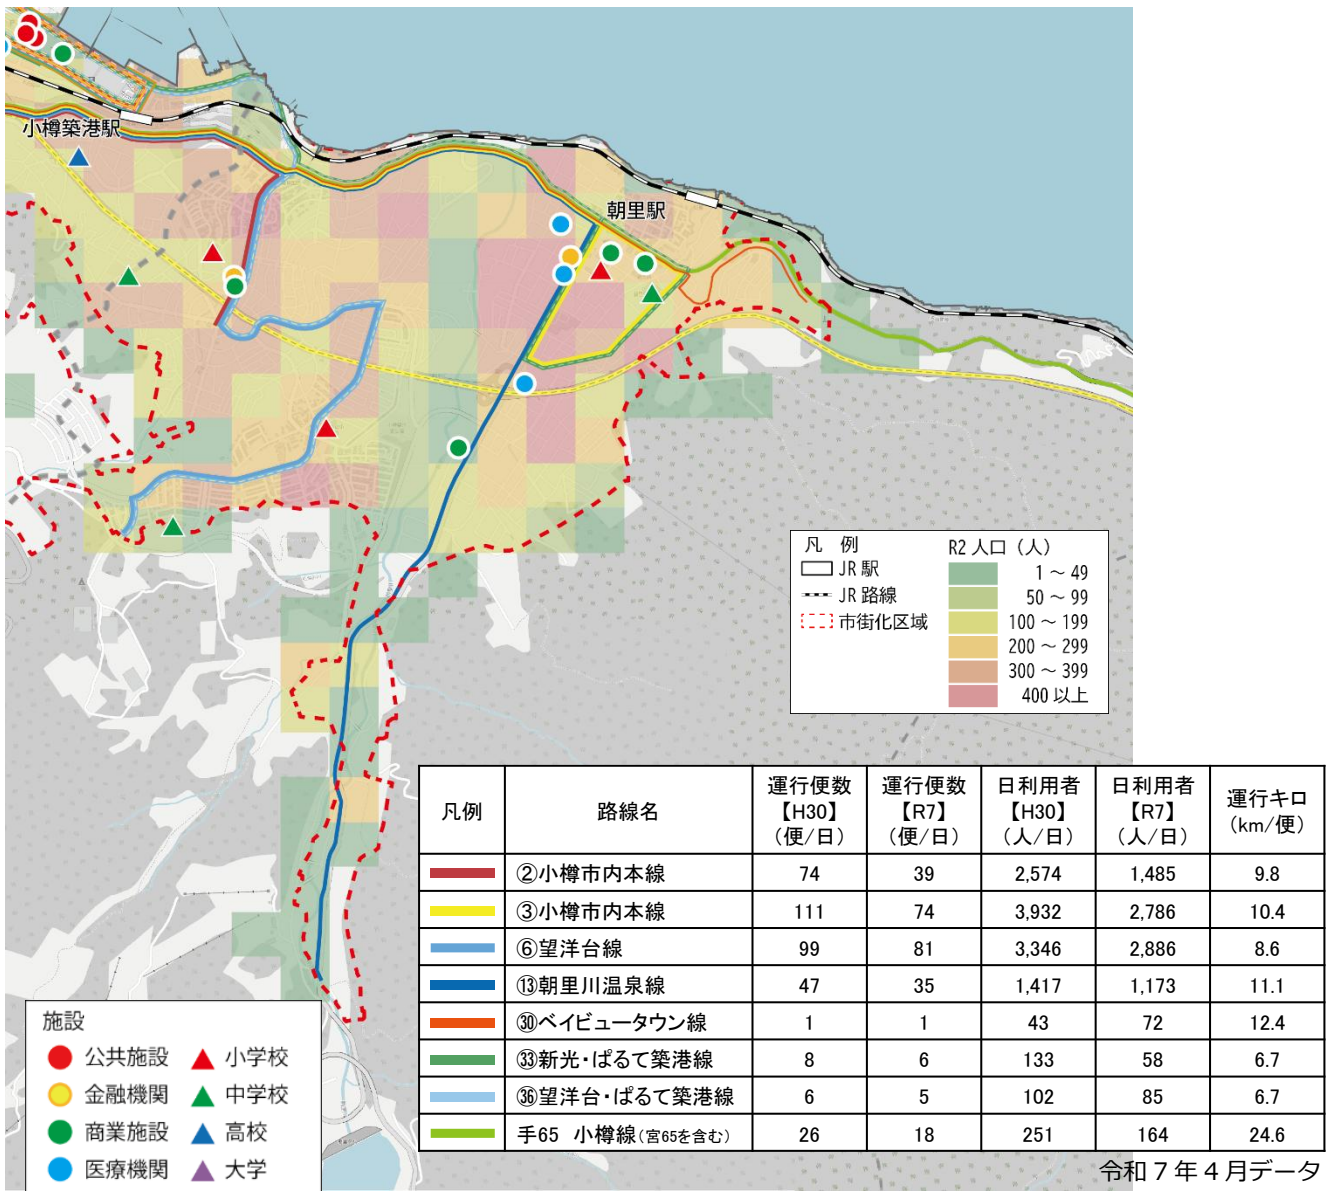 小樽築港駅
朝里駅
凡 例
JR 駅
JR 路線
市街化区域
R2 人口（人）
1 ～ 49
50 ～ 99
100 ～ 199
200 ～ 299
300 ～ 399
400 以上
凡例 路線名 運行便数【H30】（便/日） 運行便数【R7】（便/日） 日利用者【H30】（人/日） 日利用者【R7】（人/日） 運行キロ（km/便）
②小樽市内本線 74 39 2,574 1,485 9.8
③小樽市内本線 111 74 3,932 2,786 10.4
⑥望洋台線 99 81 3,346 2,886 8.6
⑬朝里川温泉線 47 35 1,417 1,173 11.1
㉚ベイビュータウン線 1 1 43 72 12.4
㉝新光・ぱるて築港線 8 6 133 58 6.7
㊱望洋台・ぱるて築港線 6 5 102 85 6.7
手65 小樽線（宮65を含む） 26 18 251 164 24.6
施設
公共施設 小学校
金融機関 中学校
商業施設 高校
医療機関 大学
令和７年４月データ